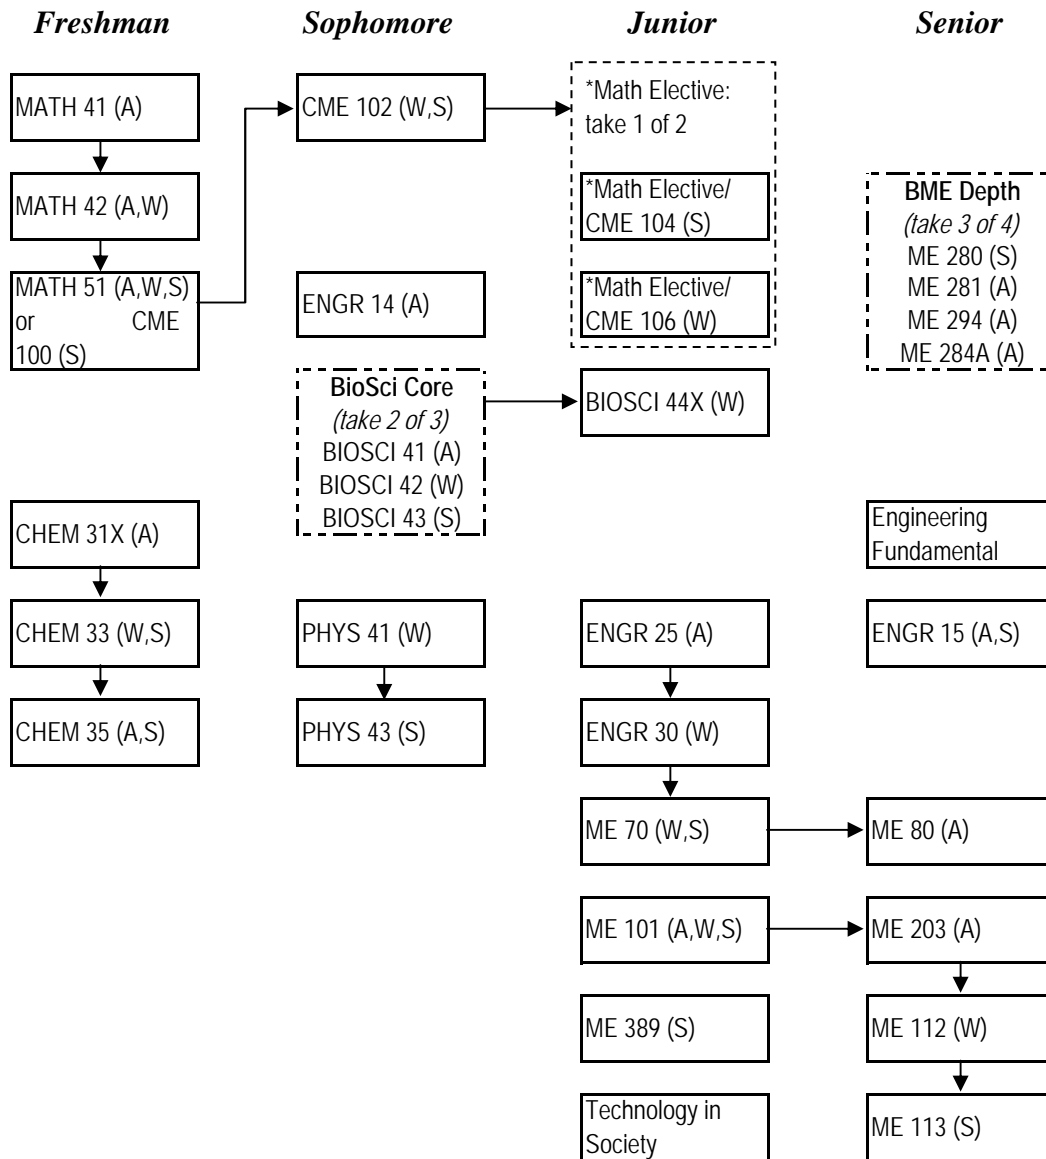 Freshman
Sophomore
Junior
Senior
MATH 41 (A)
MATH 42 (A,W)
MATH 51 (A,W,S)
or CME
100 (S)
CHEM 31X (A)
CHEM 33 (W,S)
CHEM 35 (A,S)
CME 102 (W,S)
ENGR 14 (A)
BioSci Core
(take 2 of 3)
BIOSCI 41 (A)
BIOSCI 42 (W)
BIOSCI 43 (S)
PHYS 41 (W)
PHYS 43 (S)
*Math Elective:
take 1 of 2
*Math Elective/
CME 104 (S)
*Math Elective/
CME 106 (W)
BIOSCI 44X (W)
ENGR 25 (A)
ENGR 30 (W)
ME 70 (W,S)
ME 101 (A,W,S)
ME 389 (S)
Technology in
Society
BME Depth
(take 3 of 4)
ME 280 (S)
ME 281 (A)
ME 294 (A)
ME 284A (A)
Engineering
Fundamental
ENGR 15 (A,S)
ME 80 (A)
ME 203 (A)
ME 112 (W)
ME 113 (S)